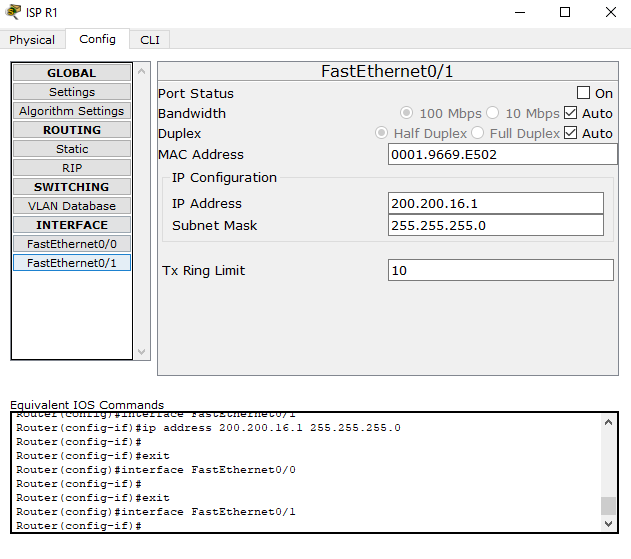 ISP R1
Physical Config CLI
GLOBAL
Settings
Algorithm Settings
ROUTING
Static
RIP
SWITCHING
VLAN Database
INTERFACE
FastEthernet0/0
FastEthernet0/1
FastEthernet0/1
Port Status On
Bandwidth 100 Mbps 10 Mbps Auto
Duplex Half Duplex Full Duplex Auto
MAC Address 0001.9669.E502
IP Configuration
IP Address 200.200.16.1
Subnet Mask 255.255.255.0
Tx Ring Limit 10
Equivalent IOS Commands
Router(config)#interface FastEthernet0/1
Router(config-if)#ip address 200.200.16.1 255.255.255.0
Router(config-if)#
Router(config-if)#exit
Router(config)#interface FastEthernet0/0
Router(config-if)#
Router(config-if)#exit
Router(config)#interface FastEthernet0/1
Router(config-if)#